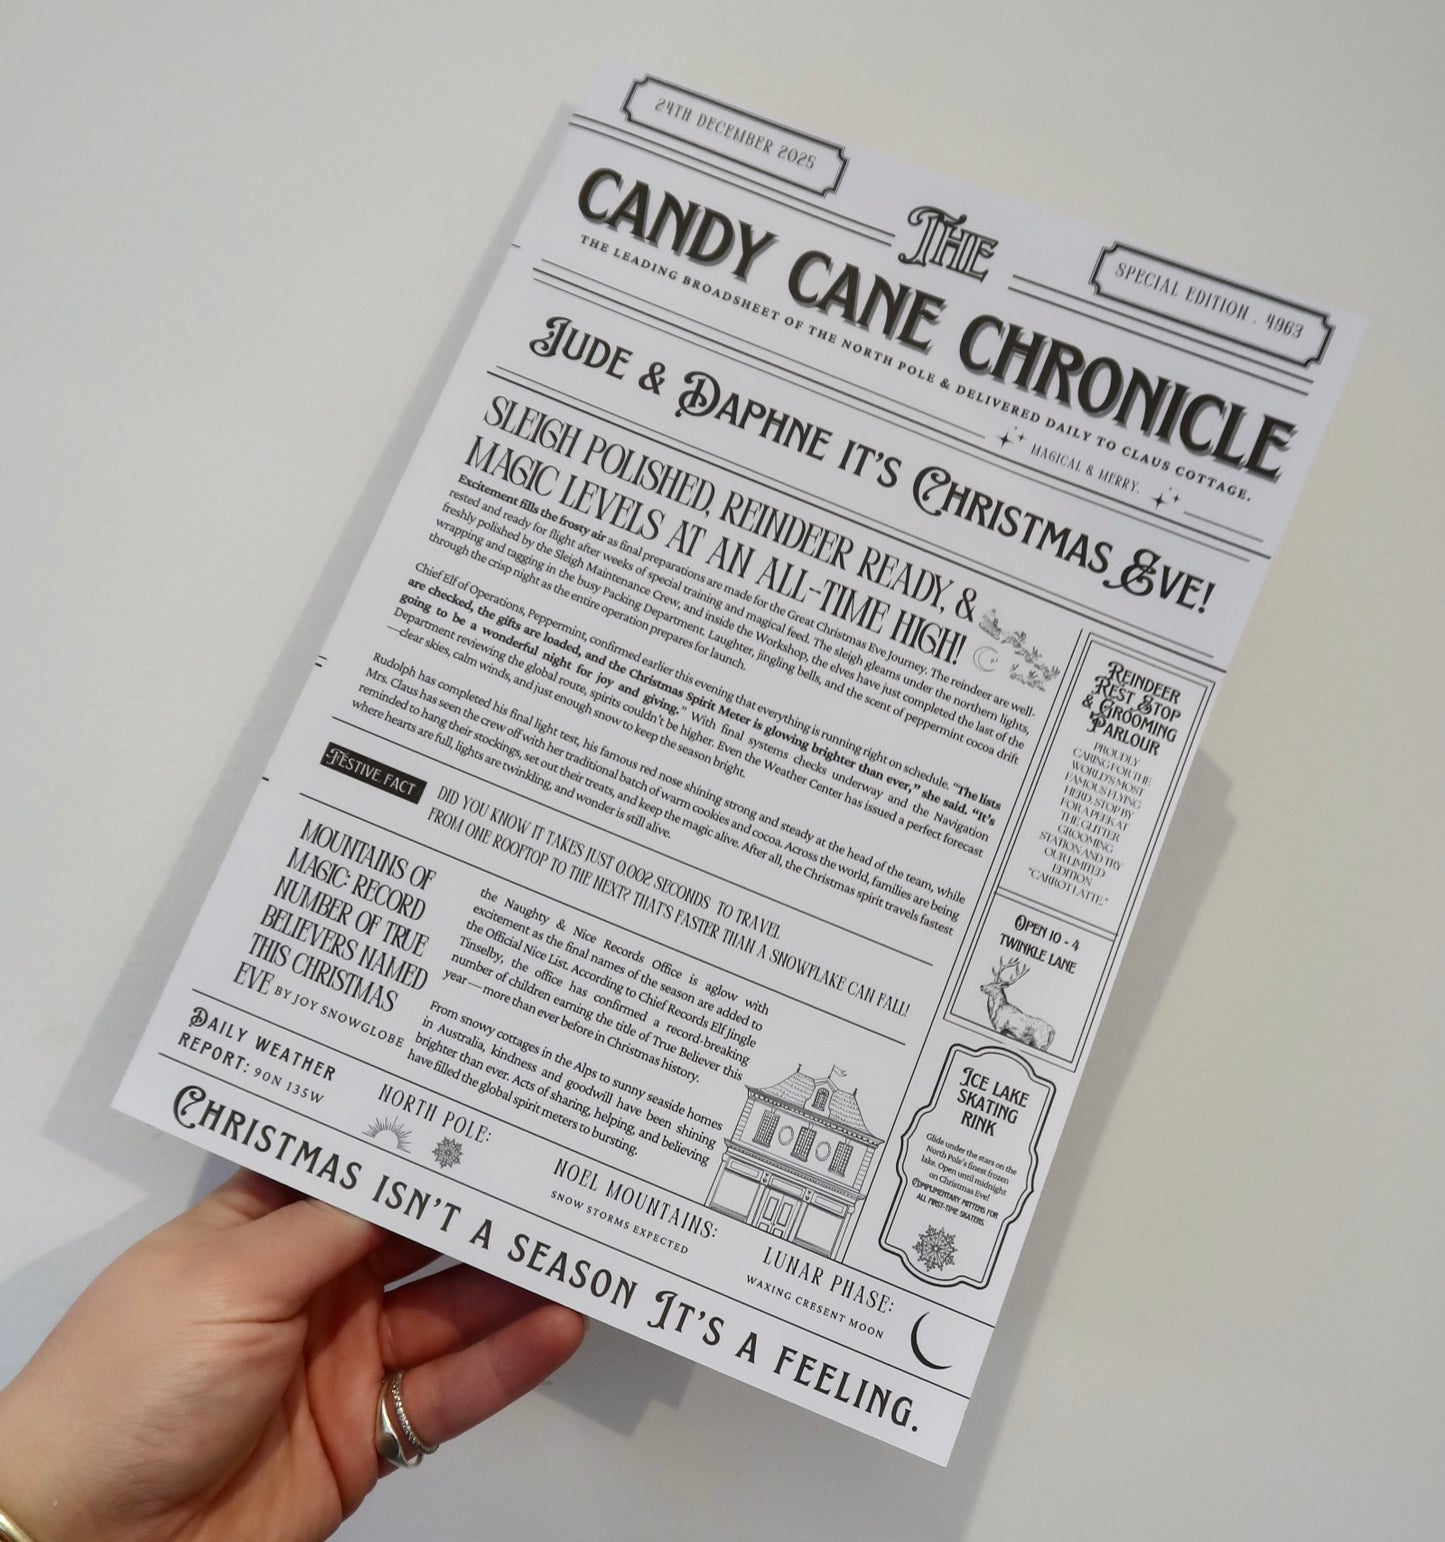 24TH DECEMBER 2025
THE
SPECIAL EDITION . 4963
CANDY CANE CHRONICLE
THE LEADING BROADSHEET OF THE NORTH POLE & DELIVERED DAILY TO CLAUS COTTAGE.
MAGICAL & MERRY.
JUDE & DAPHNE IT'S CHRISTMAS EVE!
SLEIGH POLISHED, REINDEER READY, &
MAGIC LEVELS AT AN ALL-TIME HIGH!
Excitement fills the frosty air as final preparations are made for the Great Christmas Eve Journey. The reindeer are well-
rested and ready for flight after weeks of special training and magical feed. The sleigh gleams under the northern lights,
freshly polished by the Sleigh Maintenance Crew, and inside the Workshop, the elves have just completed the last of the
wrapping and tagging in the busy Packing Department. Laughter, jingling bells, and the scent of peppermint cocoa drift
through the crisp night as the entire operation prepares for launch.
Chief Elf of Operations, Peppermint, confirmed earlier this evening that everything is running right on schedule. "The lists
are checked, the gifts are loaded, and the Christmas Spirit Meter is glowing brighter than ever," she said. "It's
going to be a wonderful night for joy and giving." With final systems checks underway and the Navigation
Department reviewing the global route, spirits couldn't be higher. Even the Weather Center has issued a perfect forecast
—clear skies, calm winds, and just enough snow to keep the season bright.
Rudolph has completed his final light test, his famous red nose shining strong and steady at the head of the team, while
Mrs. Claus has seen the crew off with her traditional batch of warm cookies and cocoa. Across the world, families are being
reminded to hang their stockings, set out their treats, and keep the magic alive. After all, the Christmas spirit travels fastest
where hearts are full, lights are twinkling, and wonder is still alive.
FESTIVE FACT
DID YOU KNOW IT TAKES JUST 0.002 SECONDS TO TRAVEL
FROM ONE ROOFTOP TO THE NEXT? THAT'S FASTER THAN A SNOWFLAKE CAN FALL!
MOUNTAINS OF
MAGIC: RECORD
NUMBER OF TRUE
BELIEVERS NAMED
THIS CHRISTMAS
EVE BY JOY SNOWGLOBE
the Naughty & Nice Records Office is aglow with
excitement as the final names of the season are added to
the Official Nice List. According to Chief Records Elf Jingle
Tinselby, the office has confirmed a record-breaking
number of children earning the title of True Believer this
year—more than ever before in Christmas history.
From snowy cottages in the Alps to sunny seaside homes
in Australia, kindness and goodwill have been shining
brighter than ever. Acts of sharing, helping, and believing
have filled the global spirit meters to bursting.
REINDEER
REST STOP
& GROOMING
PARLOUR
PROUDLY
CARING FOR THE
WORLD'S MOST
FAMOUS FLYING
HERD. STOP BY
FOR A PEEK AT
THE GLITTER
GROOMING
STATION AND TRY
OUR LIMITED
EDITION
"CARROT LATTE."
OPEN 10 - 4
TWINKLE LANE
ICE LAKE
SKATING
RINK
Glide under the stars on the
North Pole's finest frozen
lake. Open until midnight
on Christmas Eve!
COMPLIMENTARY MITTENS FOR
ALL FIRST-TIME SKATERS.
DAILY WEATHER
REPORT: 90N 135W
NORTH POLE:
NOEL MOUNTAINS:
SNOW STORMS EXPECTED
LUNAR PHASE:
WAXING CRESENT MOON
CHRISTMAS ISN'T A SEASON IT'S A FEELING.